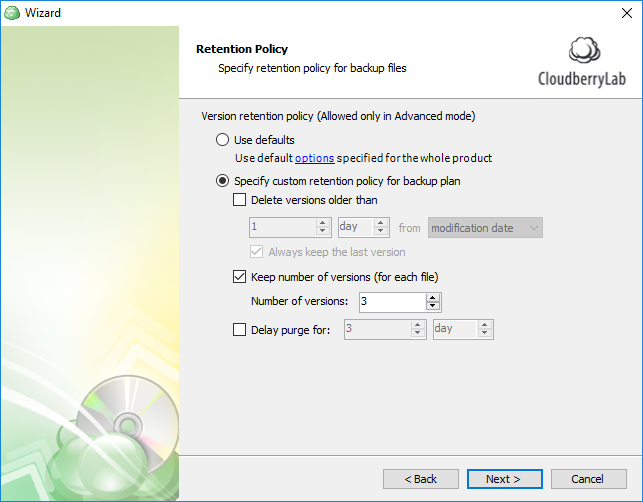 Wizard
Retention Policy
Specify retention policy for backup files
CloudberryLab
Version retention policy (Allowed only in Advanced mode)
Use defaults
Use default options specified for the whole product
Specify custom retention policy for backup plan
Delete versions older than
1 day from modification date
Always keep the last version
Keep number of versions (for each file)
Number of versions: 3
Delay purge for: 3 day
< Back Next > Cancel